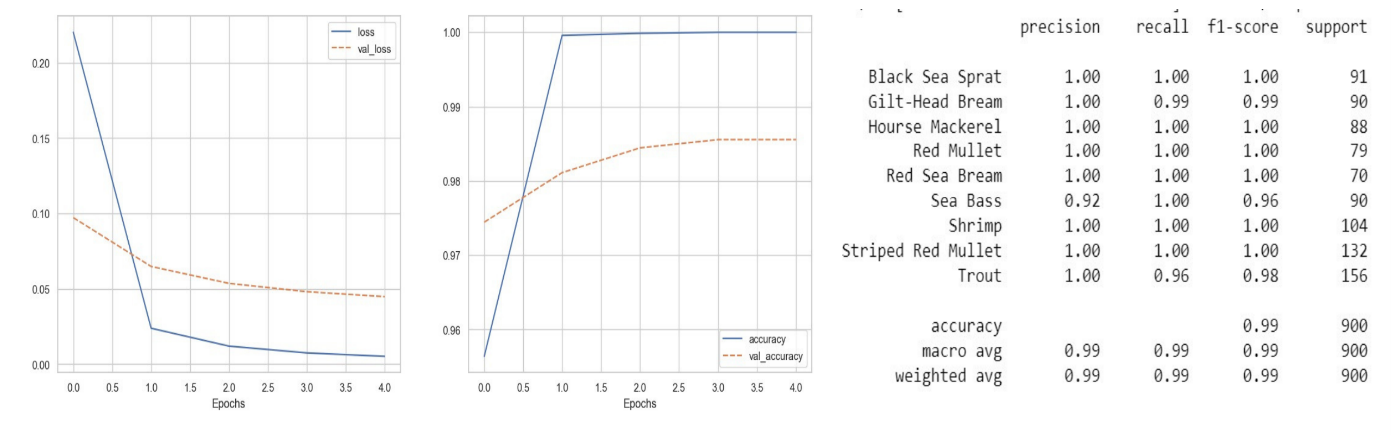 loss
val_loss
0.20
0.15
0.10
0.05
0.00
0.0 0.5 1.0 1.5 2.0 2.5 3.0 3.5 4.0
Epochs
1.00
0.99
0.98
0.97
0.96
accuracy
val_accuracy
0.0 0.5 1.0 1.5 2.0 2.5 3.0 3.5 4.0
Epochs
precision recall f1-score support
Black Sea Sprat 1.00 1.00 1.00 91
Gilt-Head Bream 1.00 0.99 0.99 90
Hourse Mackerel 1.00 1.00 1.00 88
Red Mullet 1.00 1.00 1.00 79
Red Sea Bream 1.00 1.00 1.00 70
Sea Bass 0.92 1.00 0.96 90
Shrimp 1.00 1.00 1.00 104
Striped Red Mullet 1.00 1.00 1.00 132
Trout 1.00 0.96 0.98 156
accuracy 0.99 900
macro avg 0.99 0.99 0.99 900
weighted avg 0.99 0.99 0.99 900